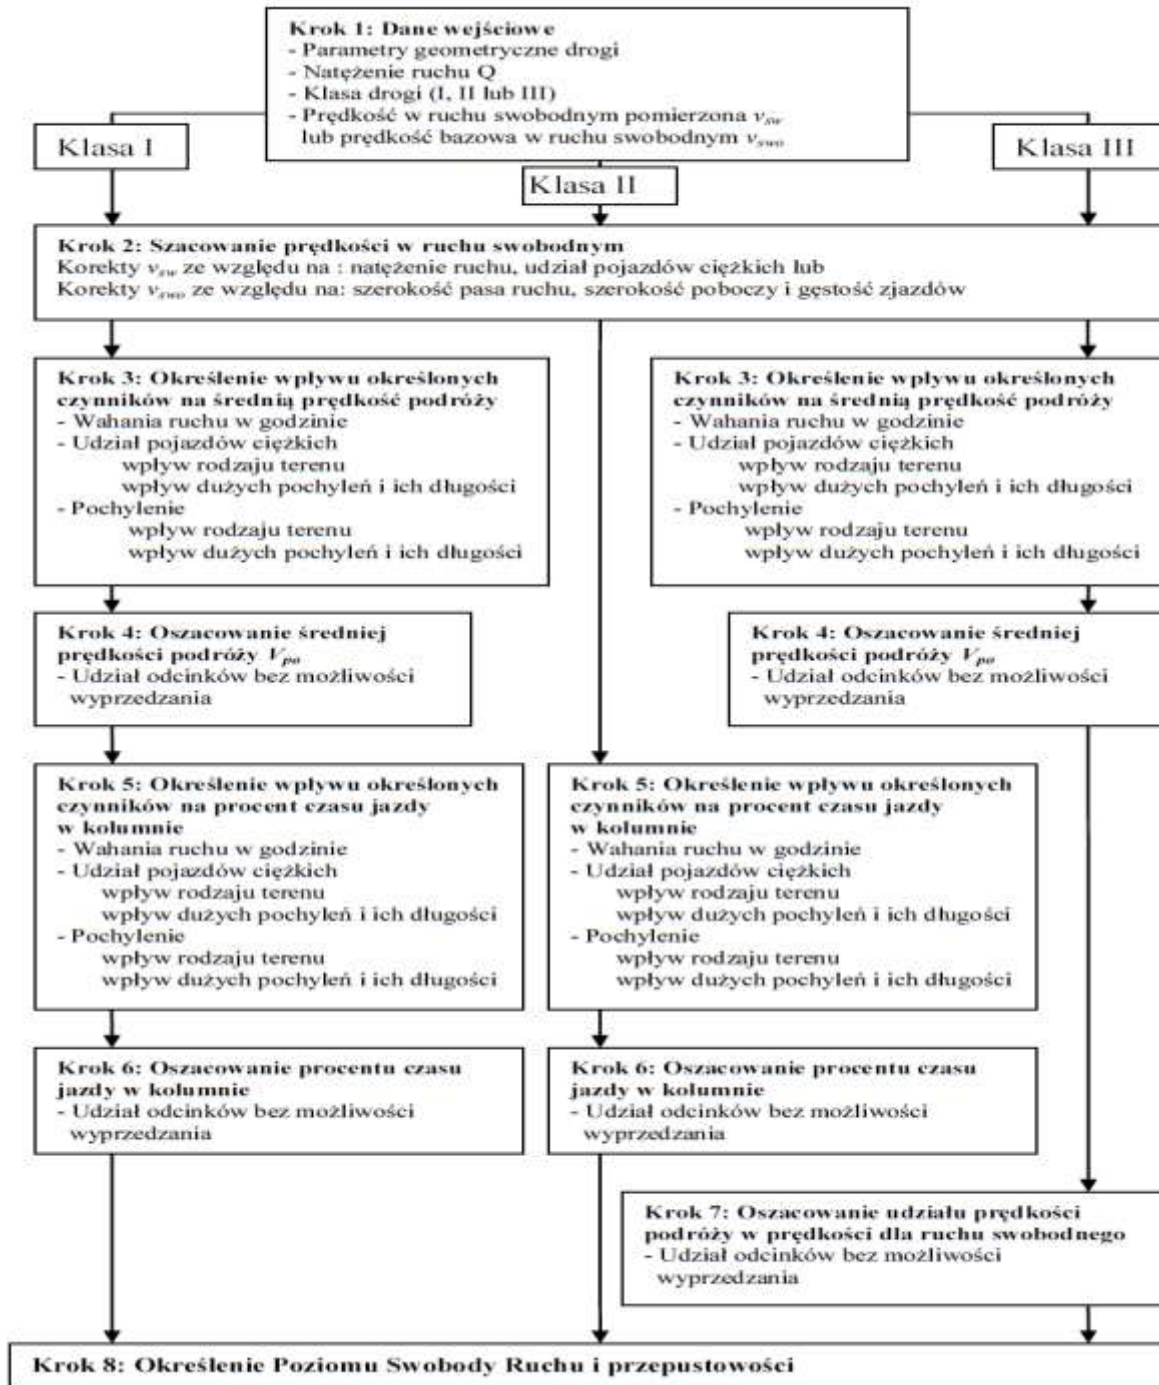 Krok 1: Dane wejściowe
- Parametry geometryczne drogi
- Natężenie ruchu Q
- Klasa drogi (I, II lub III)
- Prędkość w ruchu swobodnym pomierzona v_sw
lub prędkość bazowa w ruchu swobodnym v_swo
Klasa I
Klasa II
Klasa III
Krok 2: Szacowanie prędkości w ruchu swobodnym
Korekty v_sw ze względu na : natężenie ruchu, udział pojazdów ciężkich lub
Korekty v_swo ze względu na: szerokość pasa ruchu, szerokość poboczy i gęstość zjazdów
Krok 3: Określenie wpływu określonych
czynników na średnią prędkość podróży
- Wahania ruchu w godzinie
- Udział pojazdów ciężkich
wpływ rodzaju terenu
wpływ dużych pochyleń i ich długości
- Pochylenie
wpływ rodzaju terenu
wpływ dużych pochyleń i ich długości
Krok 3: Określenie wpływu określonych
czynników na średnią prędkość podróży
- Wahania ruchu w godzinie
- Udział pojazdów ciężkich
wpływ rodzaju terenu
wpływ dużych pochyleń i ich długości
- Pochylenie
wpływ rodzaju terenu
wpływ dużych pochyleń i ich długości
Krok 4: Oszacowanie średniej
prędkości podróży V_po
- Udział odcinków bez możliwości
wyprzedzania
Krok 4: Oszacowanie średniej
prędkości podróży V_po
- Udział odcinków bez możliwości
wyprzedzania
Krok 5: Określenie wpływu określonych
czynników na procent czasu jazdy
w kolumnie
- Wahania ruchu w godzinie
- Udział pojazdów ciężkich
wpływ rodzaju terenu
wpływ dużych pochyleń i ich długości
- Pochylenie
wpływ rodzaju terenu
wpływ dużych pochyleń i ich długości
Krok 5: Określenie wpływu określonych
czynników na procent czasu jazdy
w kolumnie
- Wahania ruchu w godzinie
- Udział pojazdów ciężkich
wpływ rodzaju terenu
wpływ dużych pochyleń i ich długości
- Pochylenie
wpływ rodzaju terenu
wpływ dużych pochyleń i ich długości
Krok 6: Oszacowanie procentu czasu
jazdy w kolumnie
- Udział odcinków bez możliwości
wyprzedzania
Krok 6: Oszacowanie procentu czasu
jazdy w kolumnie
- Udział odcinków bez możliwości
wyprzedzania
Krok 7: Oszacowanie udziału prędkości
podróży w prędkości dla ruchu swobodnego
- Udział odcinków bez możliwości
wyprzedzania
Krok 8: Określenie Poziomu Swobody Ruchu i przepustowości